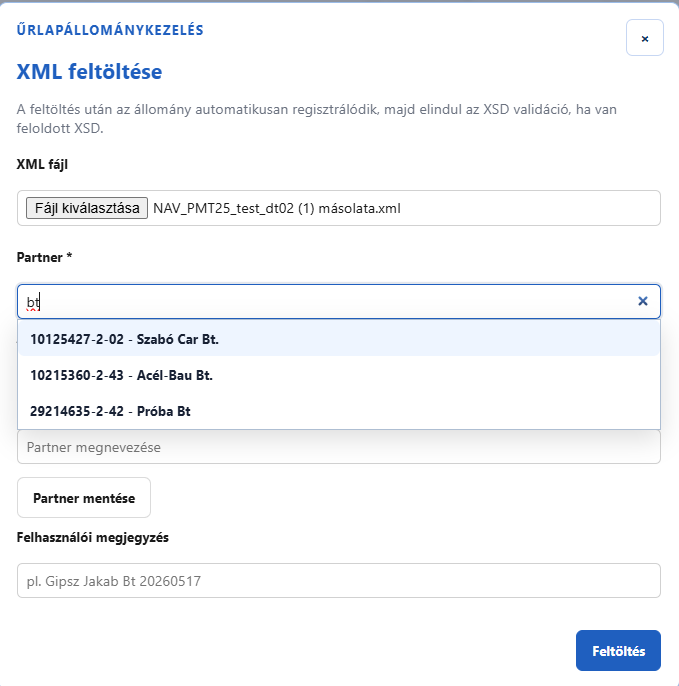 ŰRLAPÁLLOMÁNYKEZELÉS
×
XML feltöltése
A feltöltés után az állomány automatikusan regisztrálódik, majd elindul az XSD validáció, ha van
feloldott XSD.
XML fájl
Fájl kiválasztása NAV_PMT25_test_dt02 (1) másolata.xml
Partner *
bt ×
10125427-2-02 - Szabó Car Bt.
10215360-2-43 - Acél-Bau Bt.
29214635-2-42 - Próba Bt
Partner megnevezése
Partner mentése
Felhasználói megjegyzés
pl. Gipsz Jakab Bt 20260517
Feltöltés